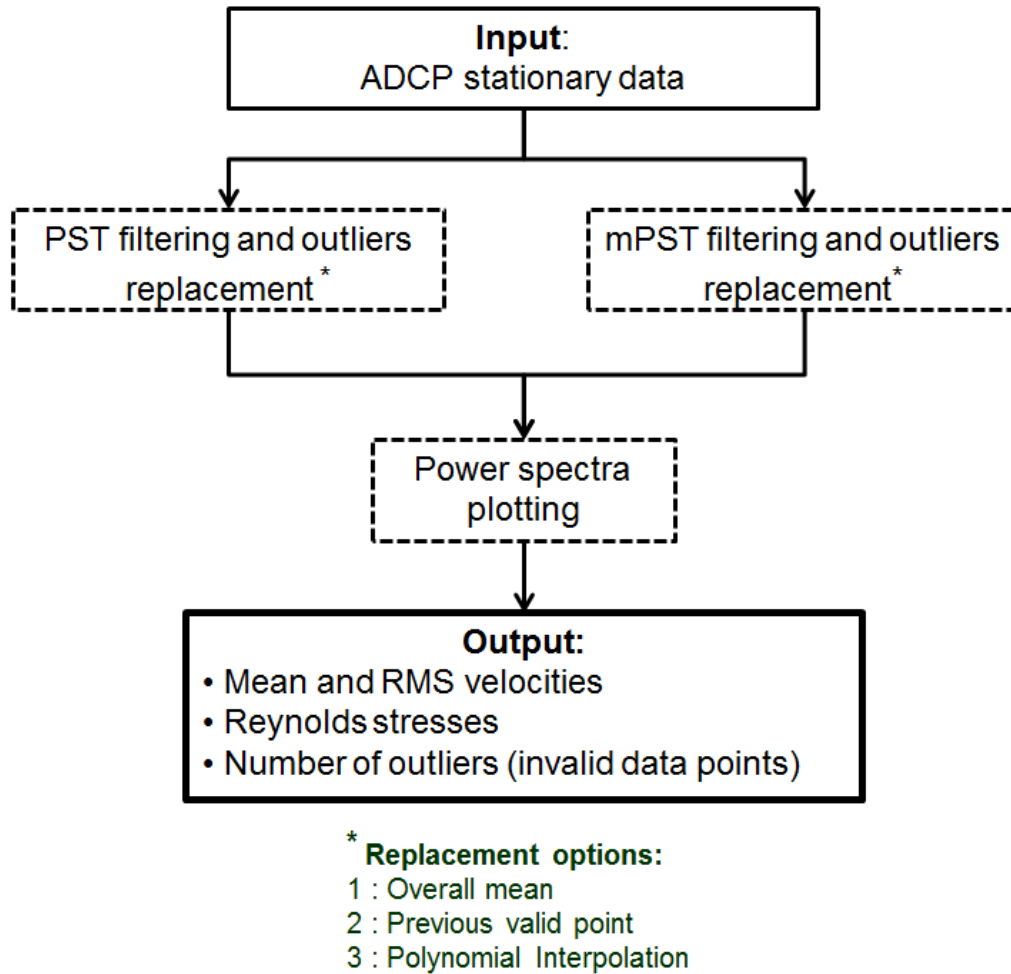 Input:
ADCP stationary data
PST filtering and outliers
replacement*
mPST filtering and outliers
replacement*
Power spectra
plotting
Output:
• Mean and RMS velocities
• Reynolds stresses
• Number of outliers (invalid data points)
* Replacement options:
1 : Overall mean
2 : Previous valid point
3 : Polynomial Interpolation